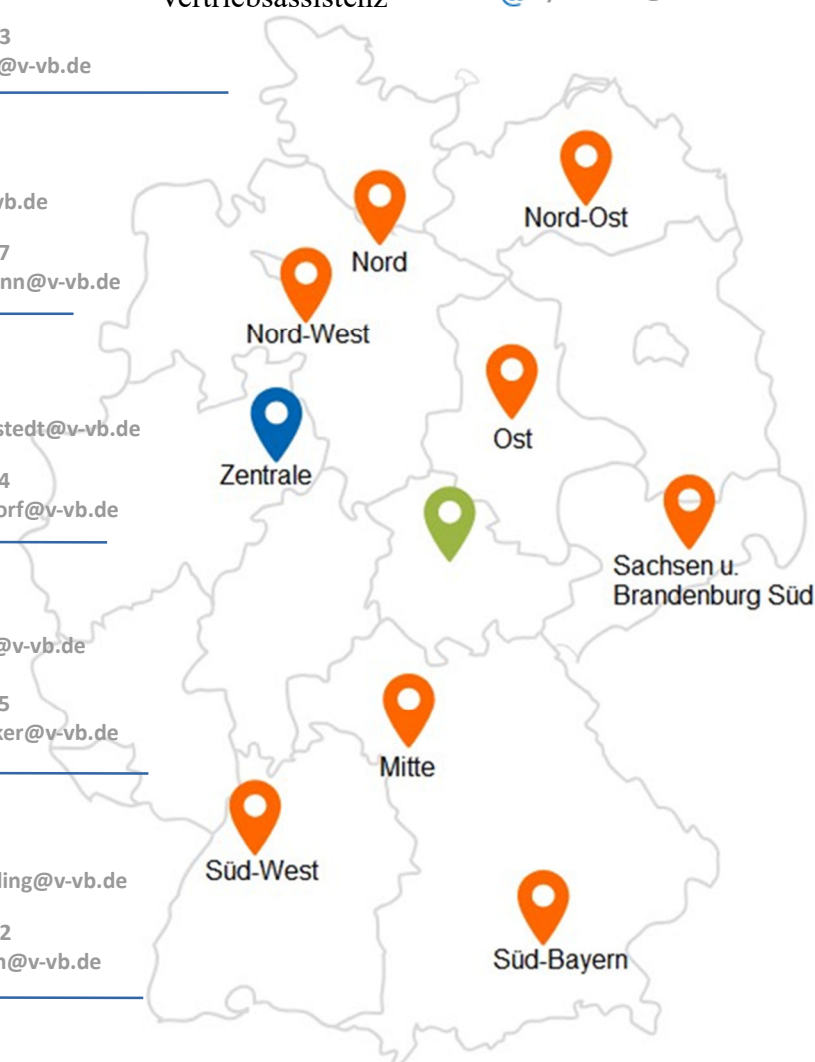 Vertriebsassistenz
3
@v-vb.de
vb.de
7
nn@v-vb.de
stedt@v-vb.de
4
orf@v-vb.de
@v-vb.de
5
ker@v-vb.de
ling@v-vb.de
2
n@v-vb.de
Nord-Ost
Nord
Nord-West
Ost
Zentrale
Sachsen u.
Brandenburg Süd
Mitte
Süd-West
Süd-Bayern